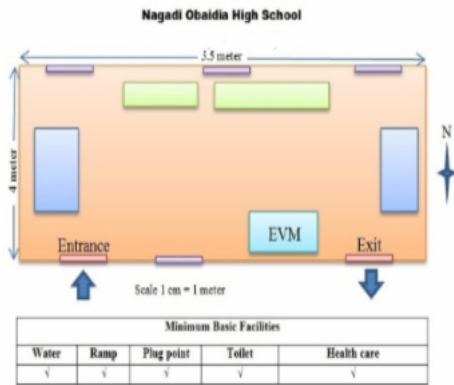 Nagadi Obaidia High School
5.5 meter
4 meter
N
EVM
Entrance
Exit
Scale 1 cm = 1 meter
Minimum Basic Facilities
Water Ramp Plug point Toilet Health care
√ √ √ √ √